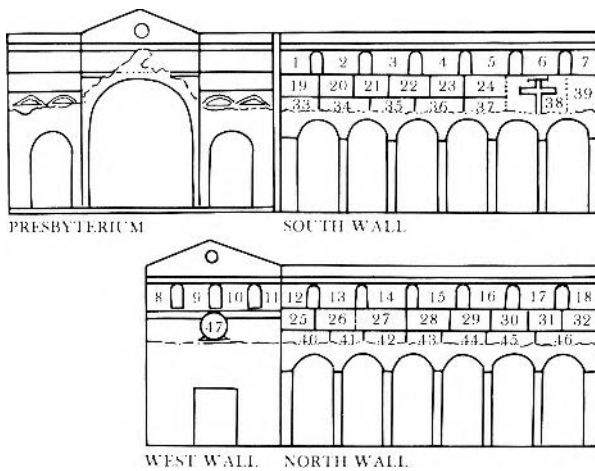 1 2 3 4 5 6 7
19 20 21 22 23 24
33 34 35 36 37 38 39
PRESBYTERIUM SOUTH WALL
8 9 10 11 12 13 14 15 16 17 18
25 26 27 28 29 30 31 32
47
40 41 42 43 44 45 46
WEST WALL NORTH WALL